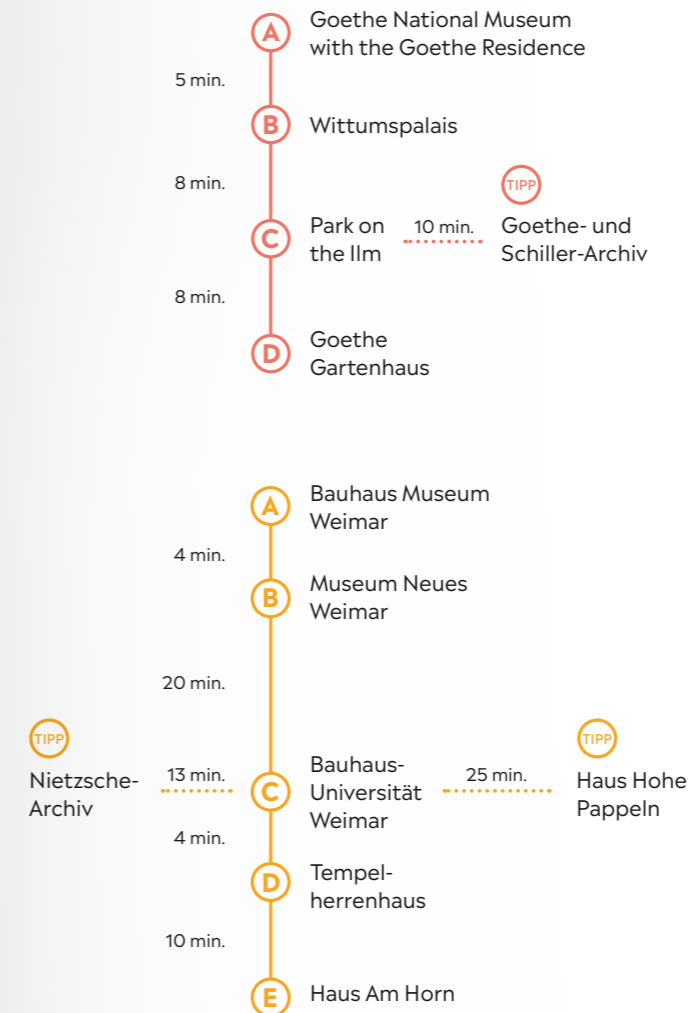 A
Goethe National Museum
with the Goethe Residence
5 min.
B
Wittumspalais
8 min.
TIPP
C
Park on
the Ilm
10 min.
Goethe- und
Schiller-Archiv
8 min.
D
Goethe
Gartenhaus
A
Bauhaus Museum
Weimar
4 min.
B
Museum Neues
Weimar
20 min.
TIPP
Nietzsche-
Archiv
13 min.
C
Bauhaus-
Universität
Weimar
25 min.
TIPP
Haus Hohe
Pappeln
4 min.
D
Tempel-
herrenhaus
10 min.
E
Haus Am Horn